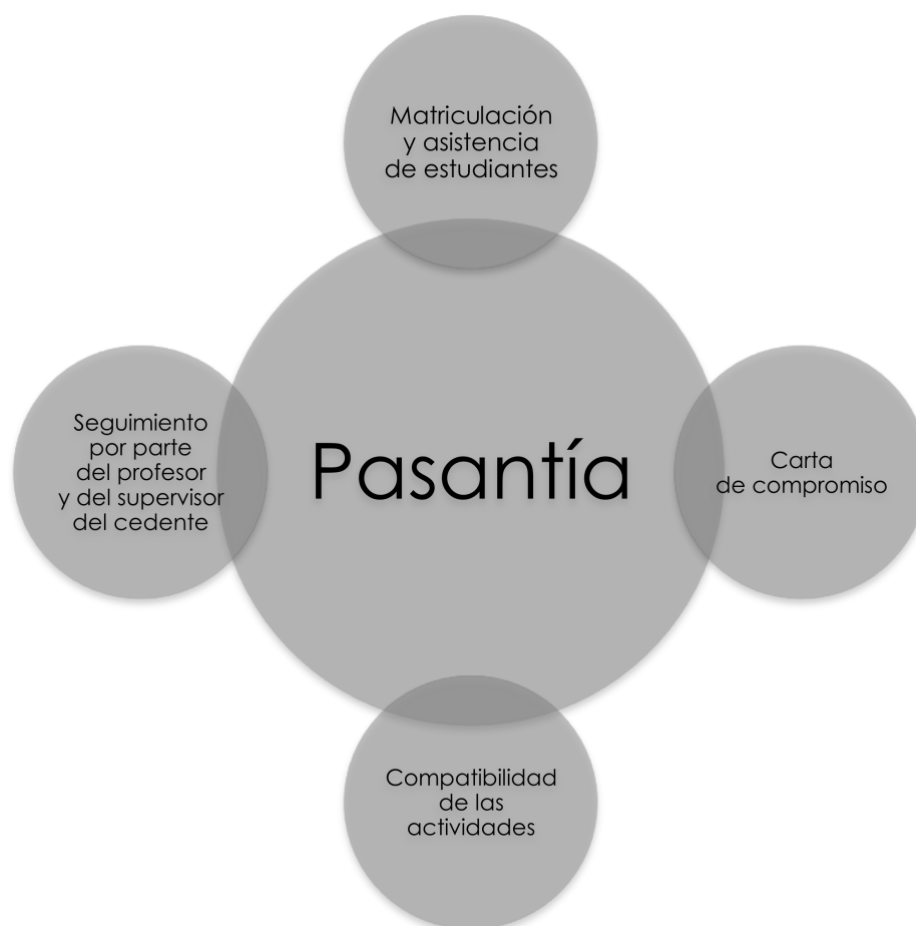 Matriculación
y asistencia
de estudiantes
Seguimiento
por parte
del profesor
y del supervisor
del cedente
Pasantía
Carta
de compromiso
Compatibilidad
de las
actividades